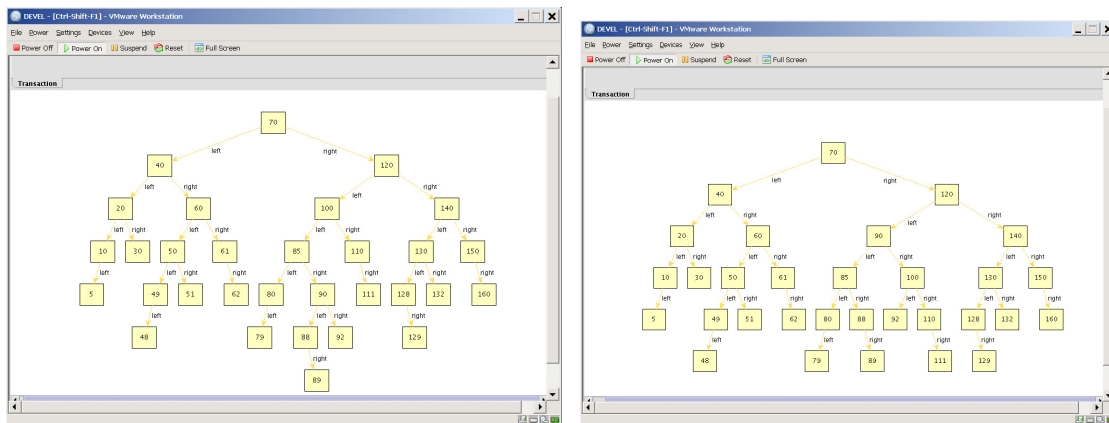 DEVEL - [Ctrl-Shift-F1] - VMware Workstation
File Power Settings Devices View Help
Power Off Power On Suspend Reset Full Screen
Transaction
70
left right
40 120
left right left right
20 60 100 140
left right left right left right left right
10 30 50 61 85 110 130 150
left left right right left right right left right right
5 49 51 62 80 90 111 128 132 160
left left left right right
48 79 88 92 129
right
89
DEVEL - [Ctrl-Shift-F1] - VMware Workstation
File Power Settings Devices View Help
Power Off Power On Suspend Reset Full Screen
Transaction
70
left right
40 120
left right left right
20 60 90 140
left right left right left right left right
10 30 50 61 85 100 130 150
left left right right left right left right left right right
5 49 51 62 80 88 92 110 128 132 160
left left right right right
48 79 89 111 129